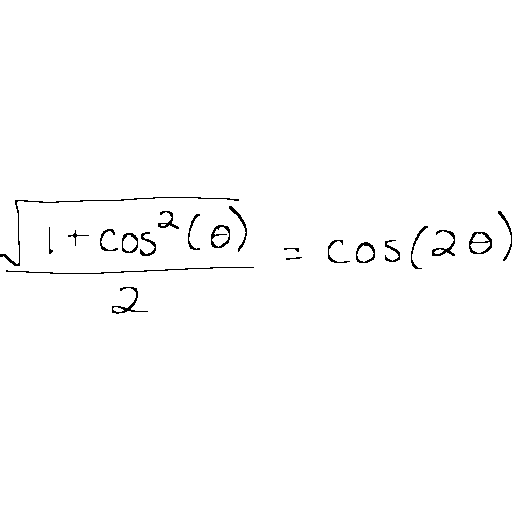 √(1+cos²(θ)) / 2 = cos(2θ)